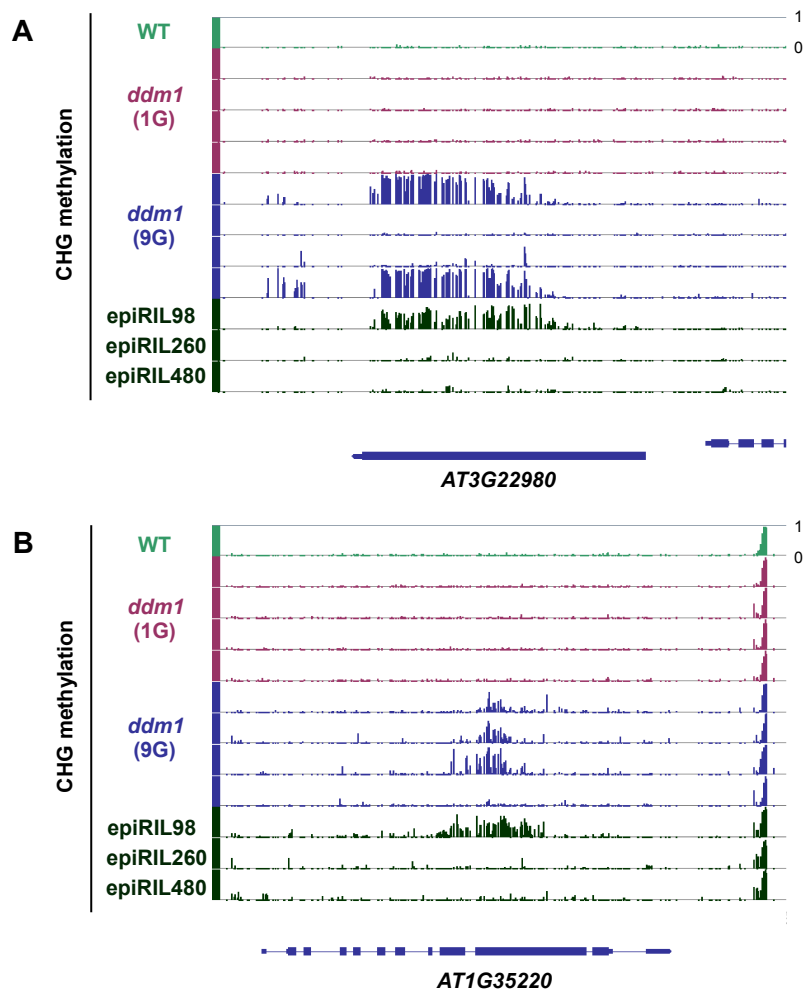 A
CHG methylation
WT
1
0
ddm1
(1G)
ddm1
(9G)
epiRIL98
epiRIL260
epiRIL480
AT3G22980
B
CHG methylation
WT
1
0
ddm1
(1G)
ddm1
(9G)
epiRIL98
epiRIL260
epiRIL480
AT1G35220